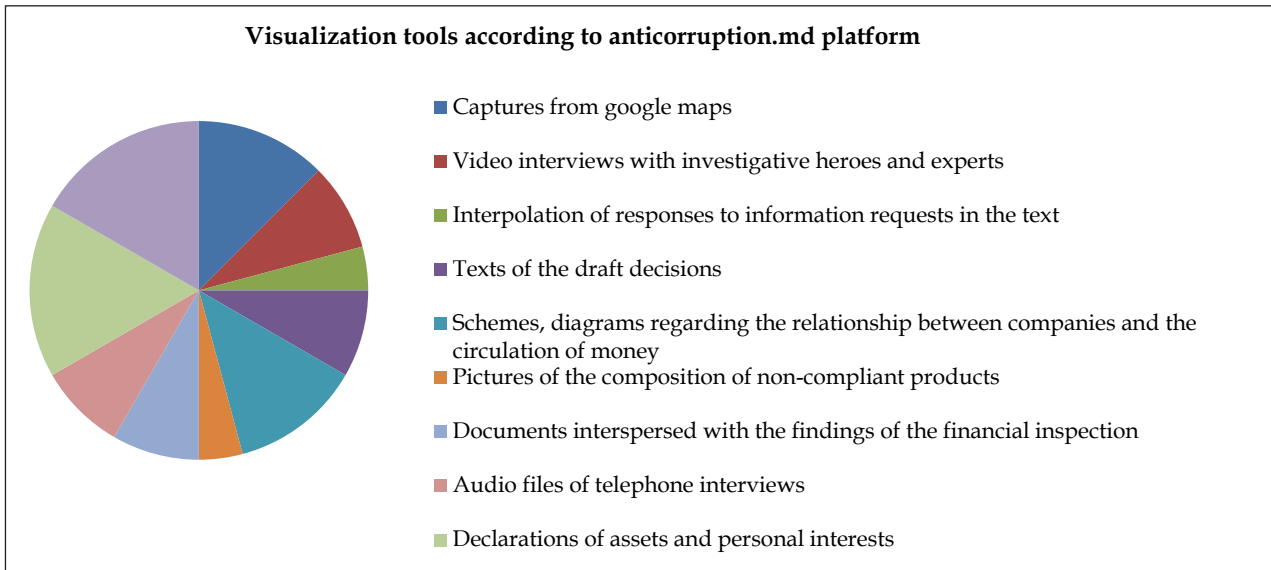 Visualization tools according to anticorruption.md platform
Captures from google maps
Video interviews with investigative heroes and experts
Interpolation of responses to information requests in the text
Texts of the draft decisions
Schemes, diagrams regarding the relationship between companies and the
circulation of money
Pictures of the composition of non-compliant products
Documents interspersed with the findings of the financial inspection
Audio files of telephone interviews
Declarations of assets and personal interests